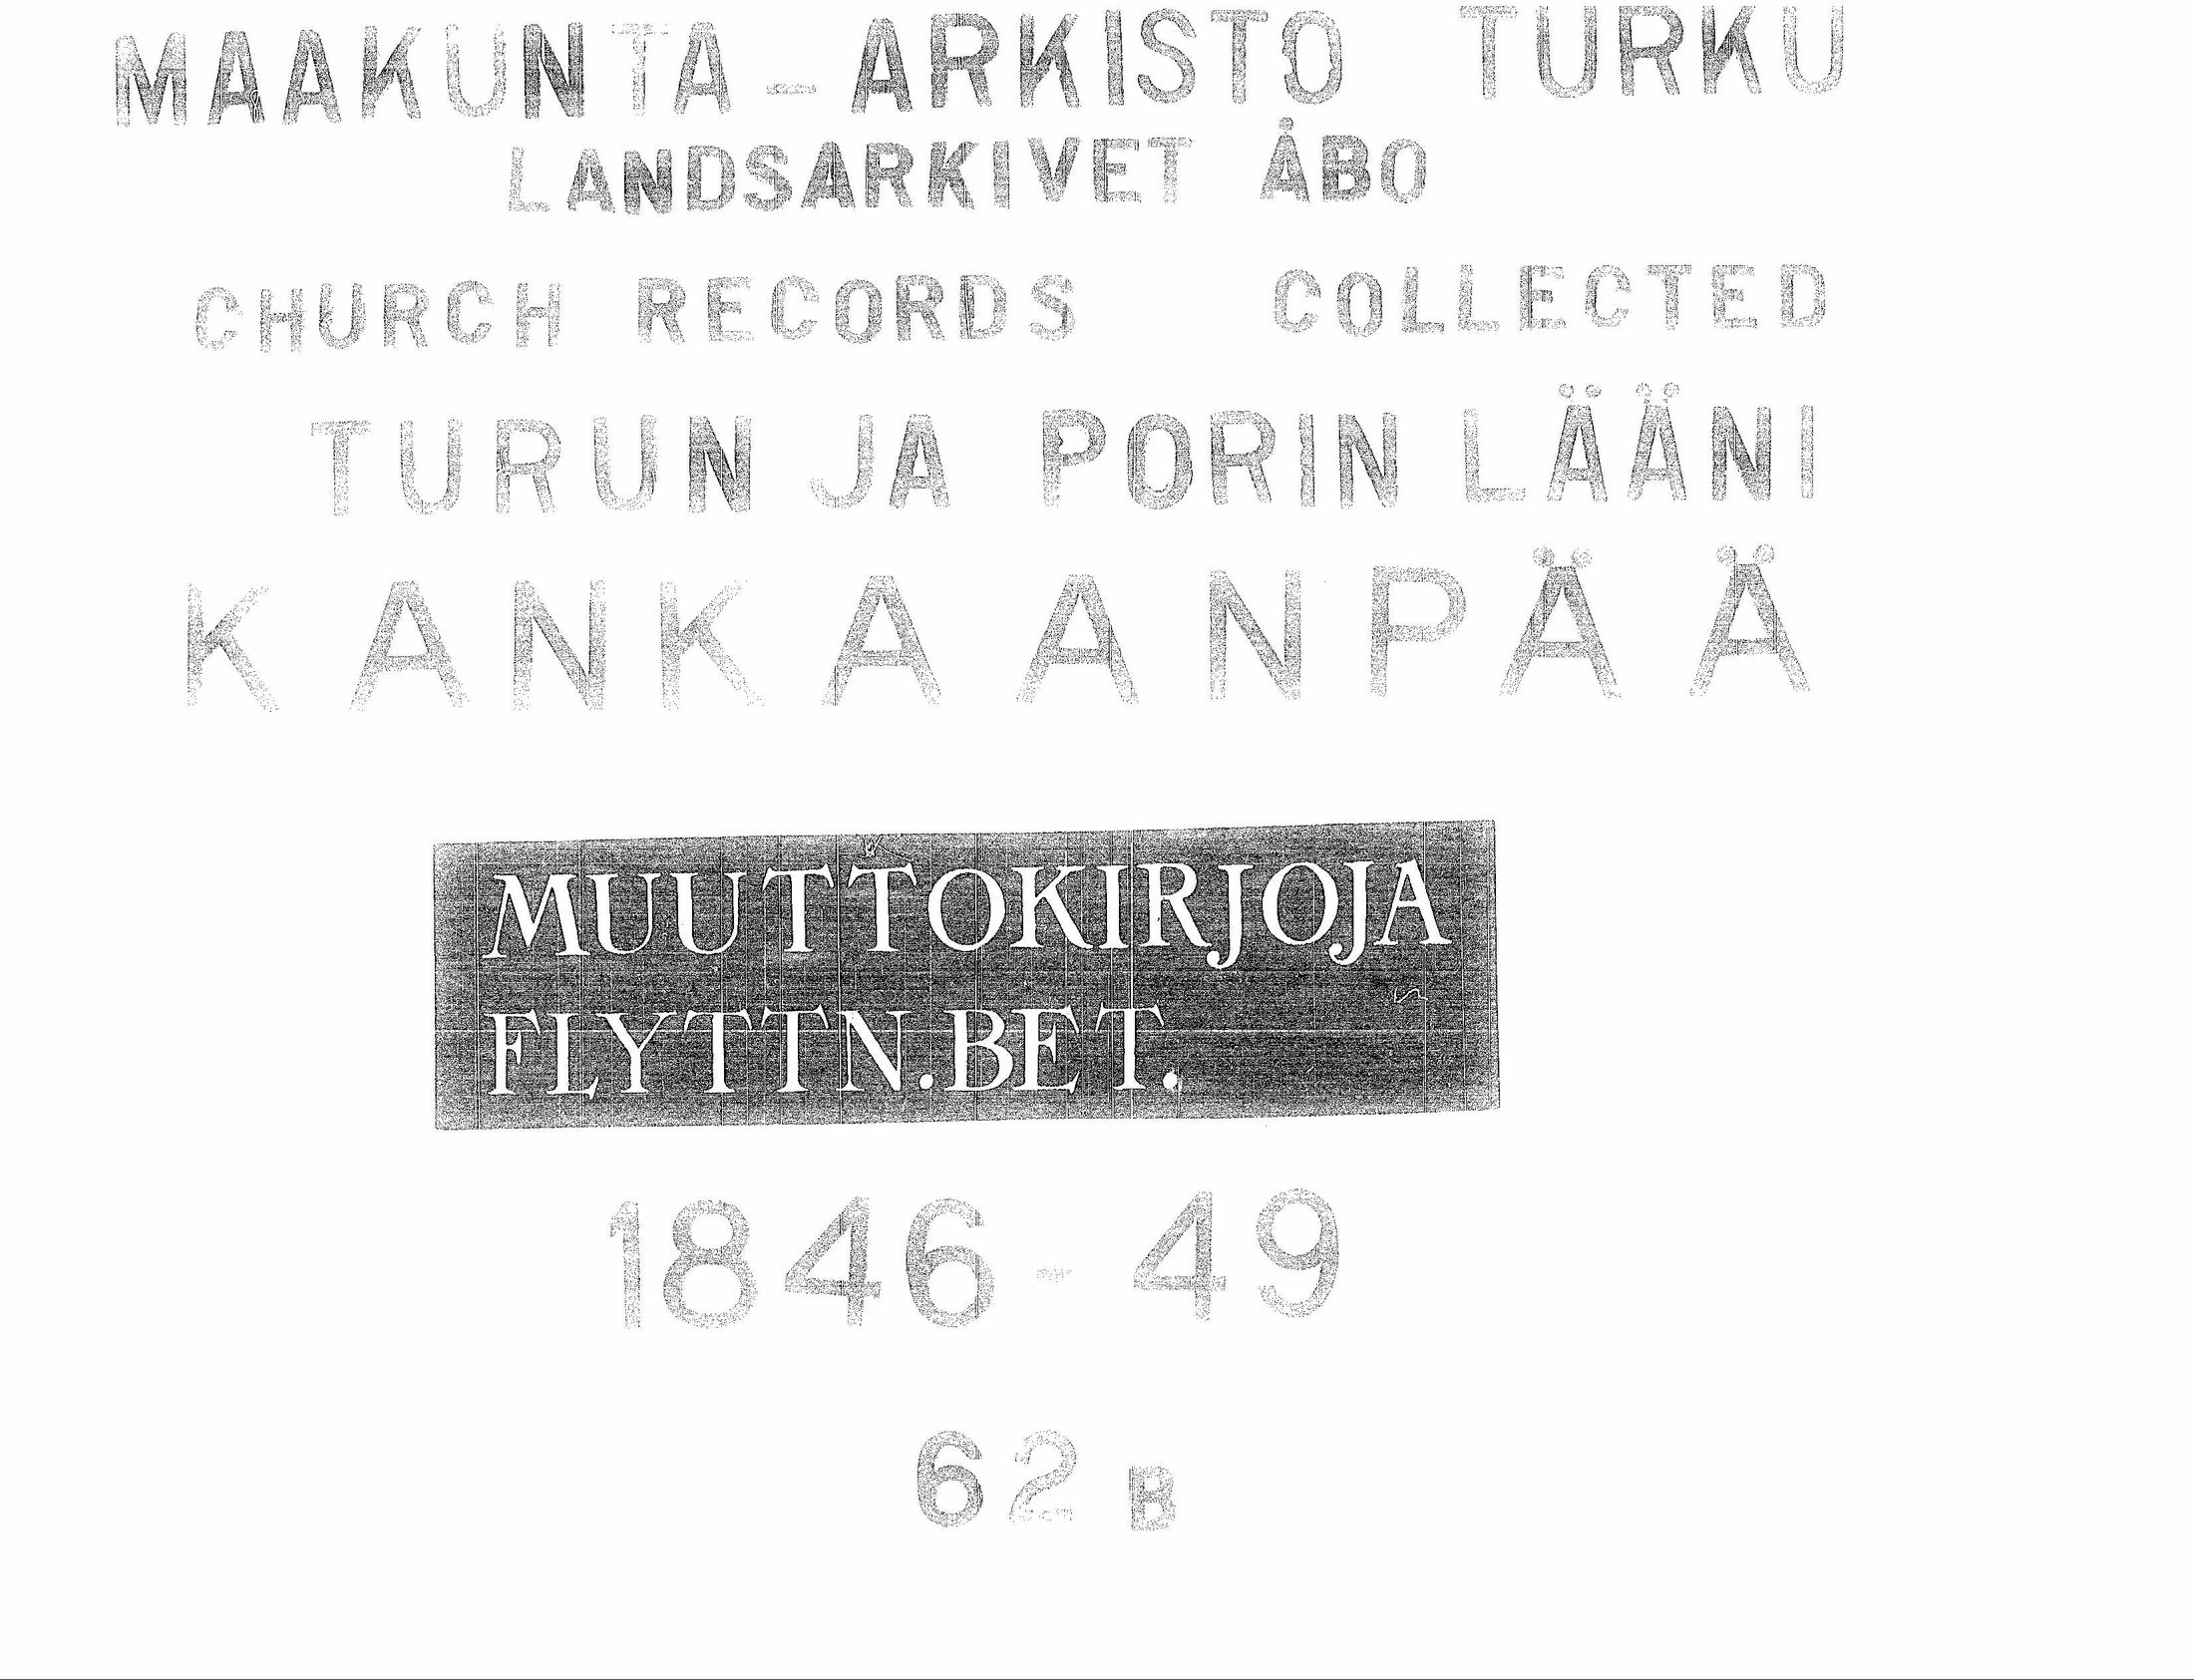 MAAKUNTA-ARKISTO TURKU
LANDSARKIVET ÅBO
CHURCH RECORDS COLLECTED
TURUN JA PORIN LÄÄNI
KANKAANPÄÄ
MUUTTOKIRJOJA
FLYTTN.BET.
1846-49
62 B